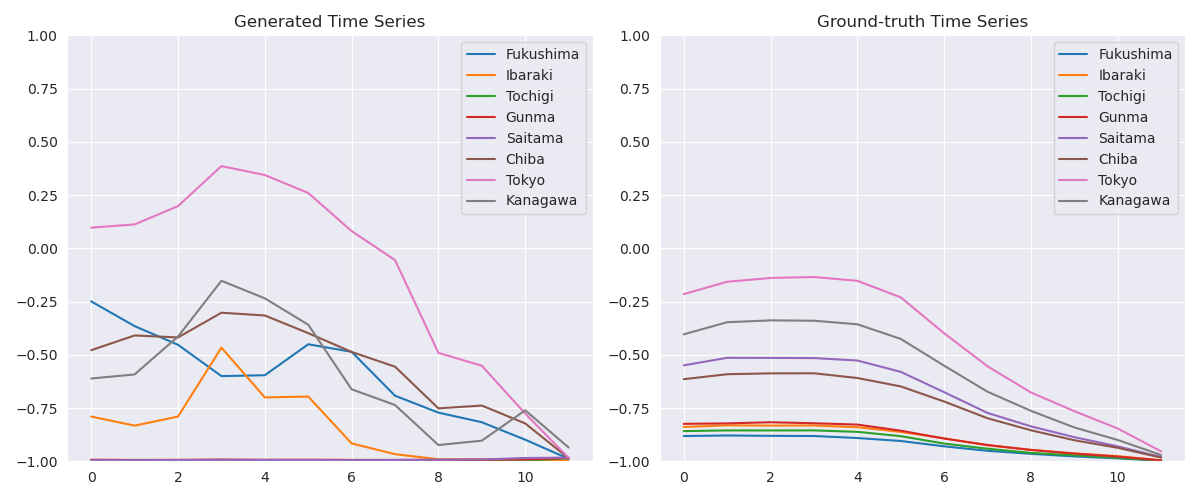 Generated Time Series
1.00
0.75
0.50
0.25
0.00
−0.25
−0.50
−0.75
−1.00
0 2 4 6 8 10
Fukushima
Ibaraki
Tochigi
Gunma
Saitama
Chiba
Tokyo
Kanagawa
Ground-truth Time Series
1.00
0.75
0.50
0.25
0.00
−0.25
−0.50
−0.75
−1.00
0 2 4 6 8 10
Fukushima
Ibaraki
Tochigi
Gunma
Saitama
Chiba
Tokyo
Kanagawa